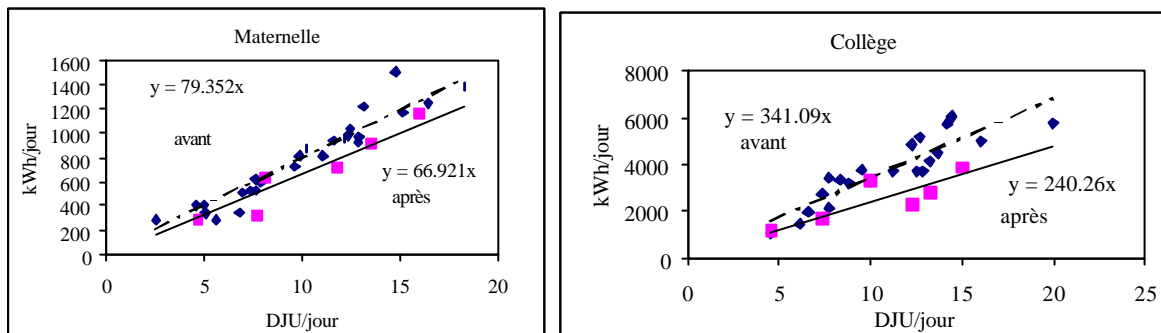 Maternelle
1600
1400
1200
1000
800
600
400
200
0
kWh/jour
y = 79.352x
avant
y = 66.921x
après
5
10
15
20
DJU/jour
Collège
8000
6000
4000
2000
0
kWh/jour
y = 341.09x
avant
y = 240.26x
après
0
5
10
15
20
25
DJU/jour